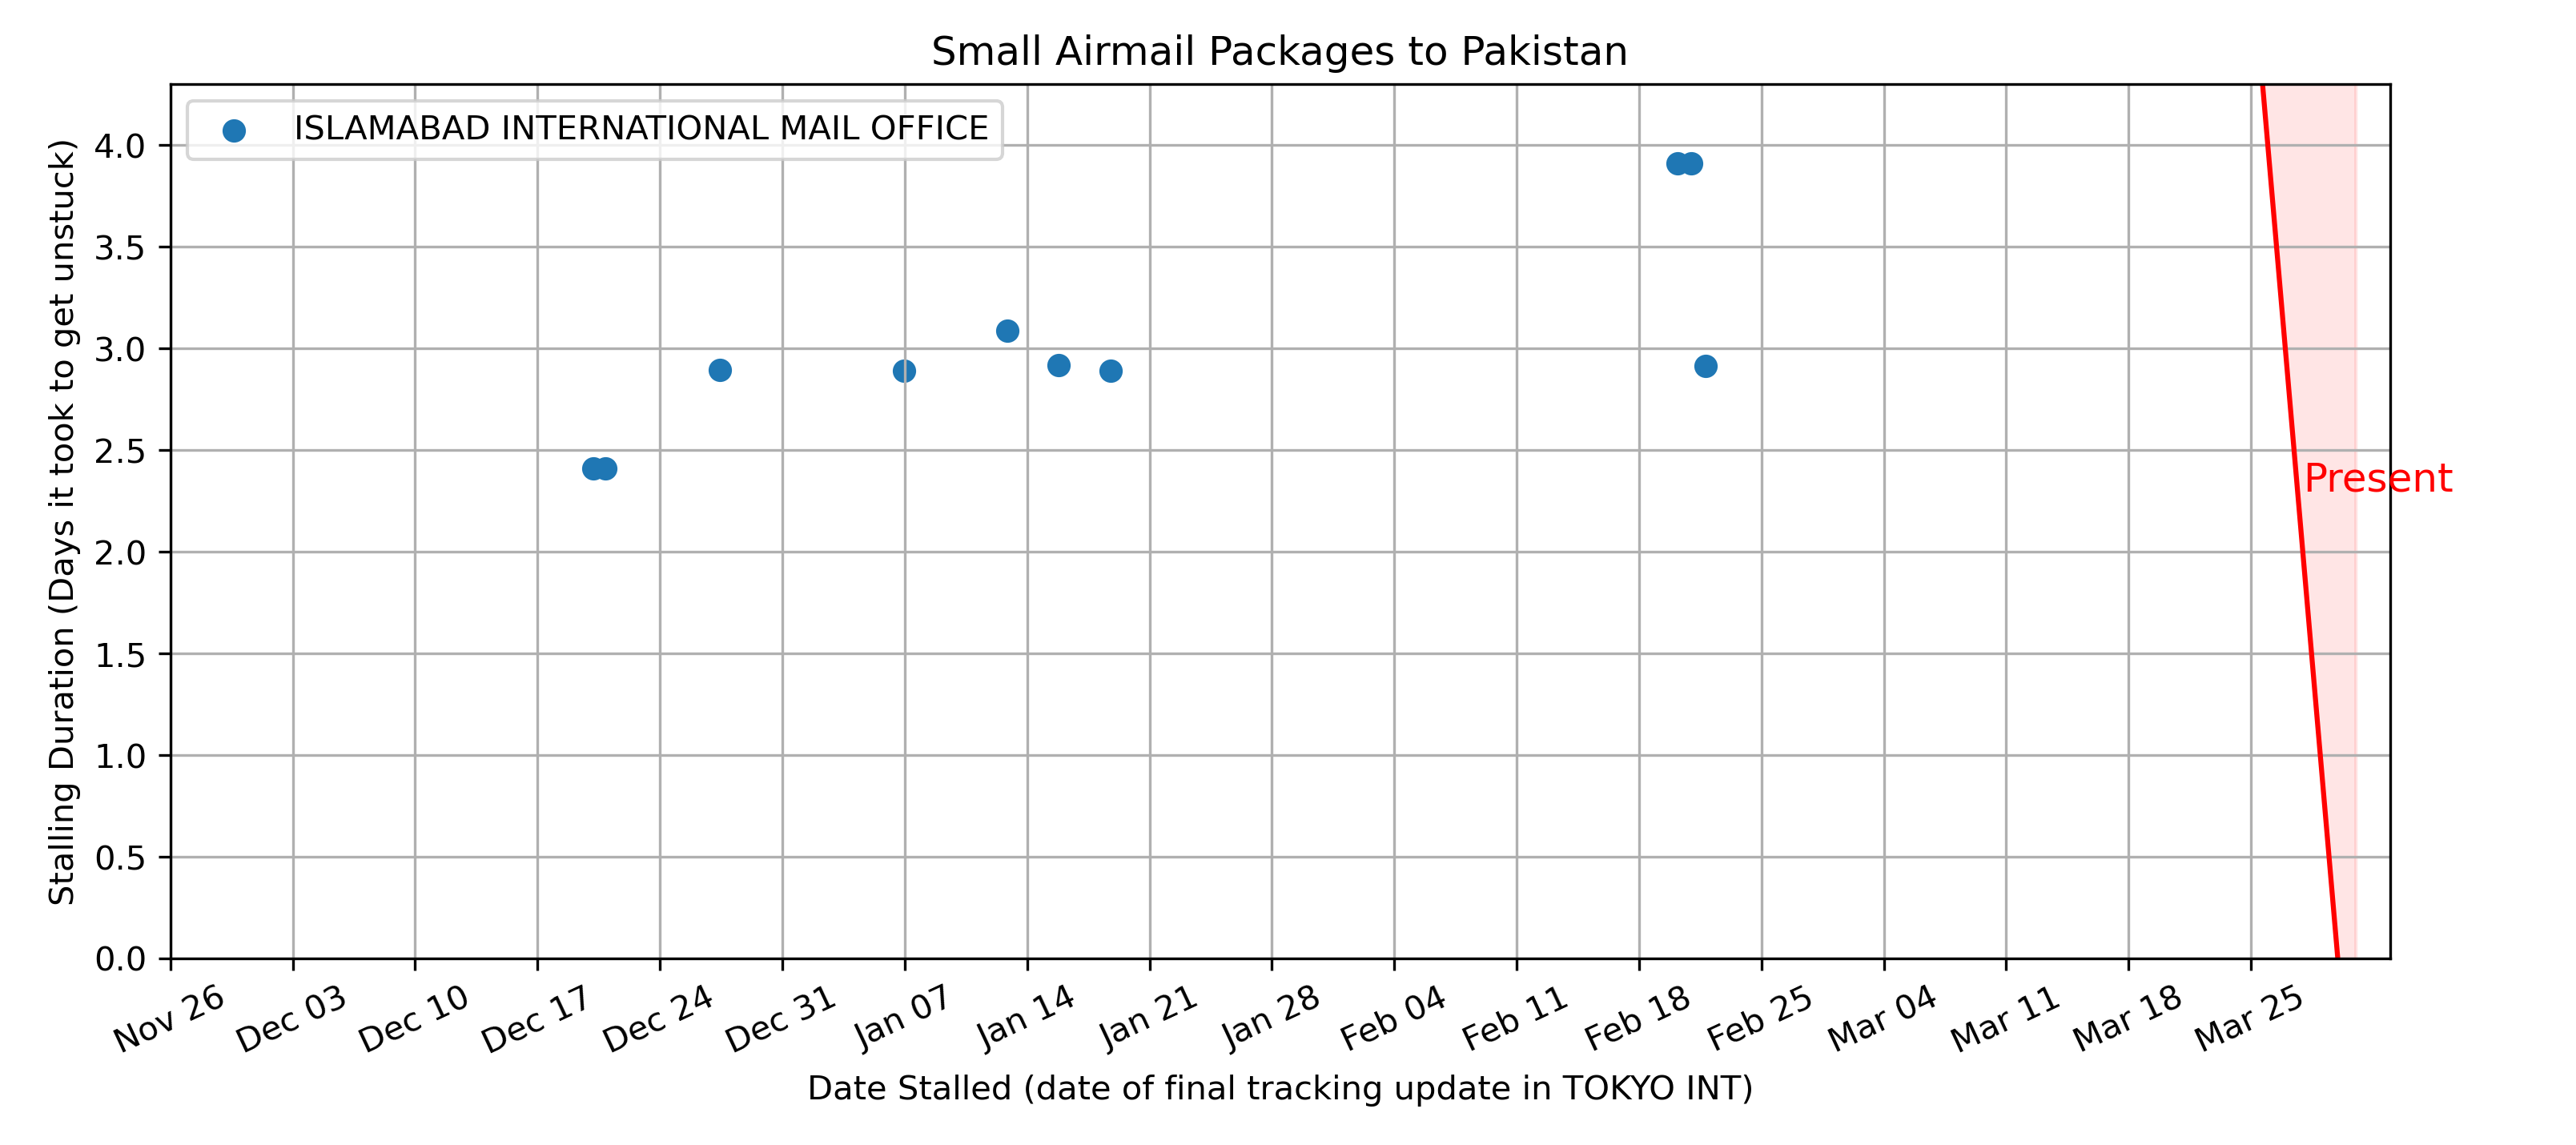 Small Airmail Packages to Pakistan
ISLAMABAD INTERNATIONAL MAIL OFFICE
Stalling Duration (Days it took to get unstuck)
4.0
3.5
3.0
2.5
2.0
1.5
1.0
0.5
0.0
Present
Nov 26
Dec 03
Dec 10
Dec 17
Dec 24
Dec 31
Jan 07
Jan 14
Jan 21
Jan 28
Feb 04
Feb 11
Feb 18
Feb 25
Mar 04
Mar 11
Mar 18
Mar 25
Date Stalled (date of final tracking update in TOKYO INT)